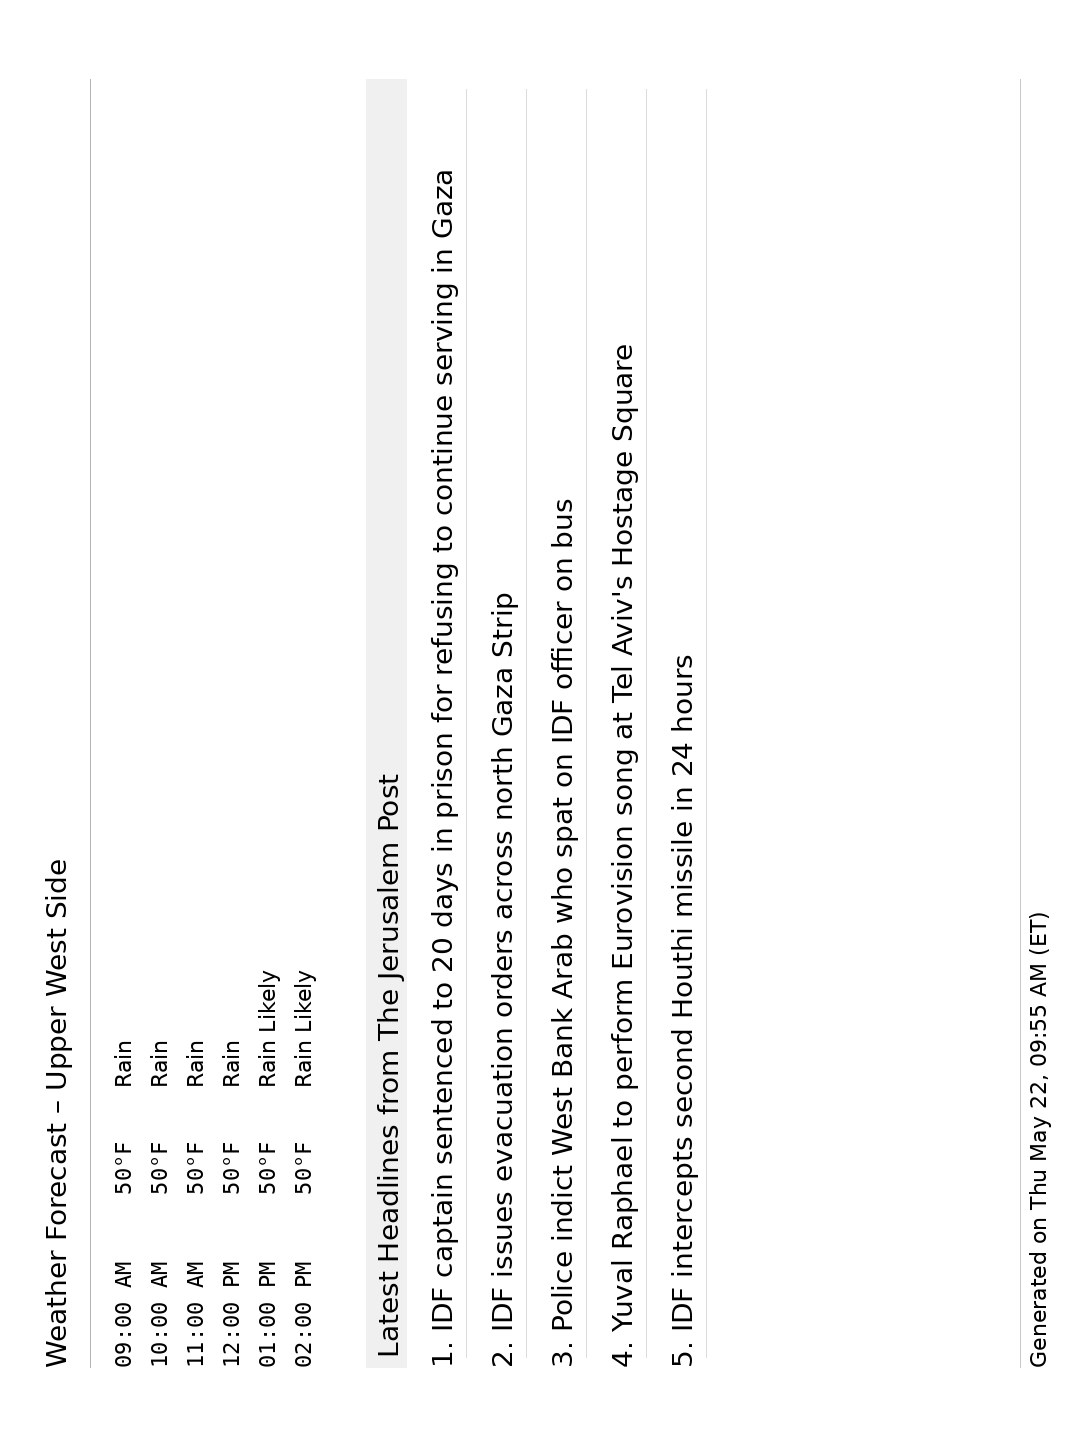 Weather Forecast – Upper West Side
09:00 AM 50°F Rain
10:00 AM 50°F Rain
11:00 AM 50°F Rain
12:00 PM 50°F Rain
01:00 PM 50°F Rain Likely
02:00 PM 50°F Rain Likely
Latest Headlines from The Jerusalem Post
1. IDF captain sentenced to 20 days in prison for refusing to continue serving in Gaza
2. IDF issues evacuation orders across north Gaza Strip
3. Police indict West Bank Arab who spat on IDF officer on bus
4. Yuval Raphael to perform Eurovision song at Tel Aviv's Hostage Square
5. IDF intercepts second Houthi missile in 24 hours
Generated on Thu May 22, 09:55 AM (ET)